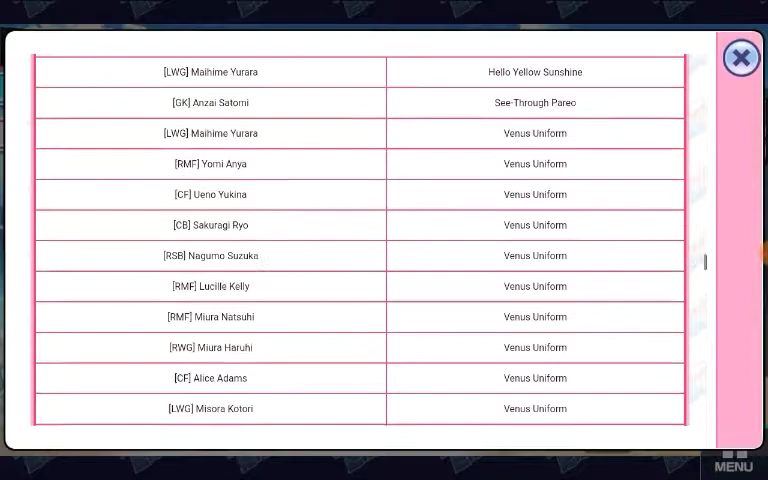 [LWG] Maihime Yurara Hello Yellow Sunshine
[GK] Anzai Satomi See-Through Pareo
[LWG] Maihime Yurara Venus Uniform
[RMF] Yomi Anya Venus Uniform
[CF] Ueno Yukina Venus Uniform
[CB] Sakuragi Ryo Venus Uniform
[RSB] Nagumo Suzuka Venus Uniform
[RMF] Lucille Kelly Venus Uniform
[RMF] Miura Natsuhi Venus Uniform
[RWG] Miura Haruhi Venus Uniform
[CF] Alice Adams Venus Uniform
[LWG] Misora Kotori Venus Uniform
MENU